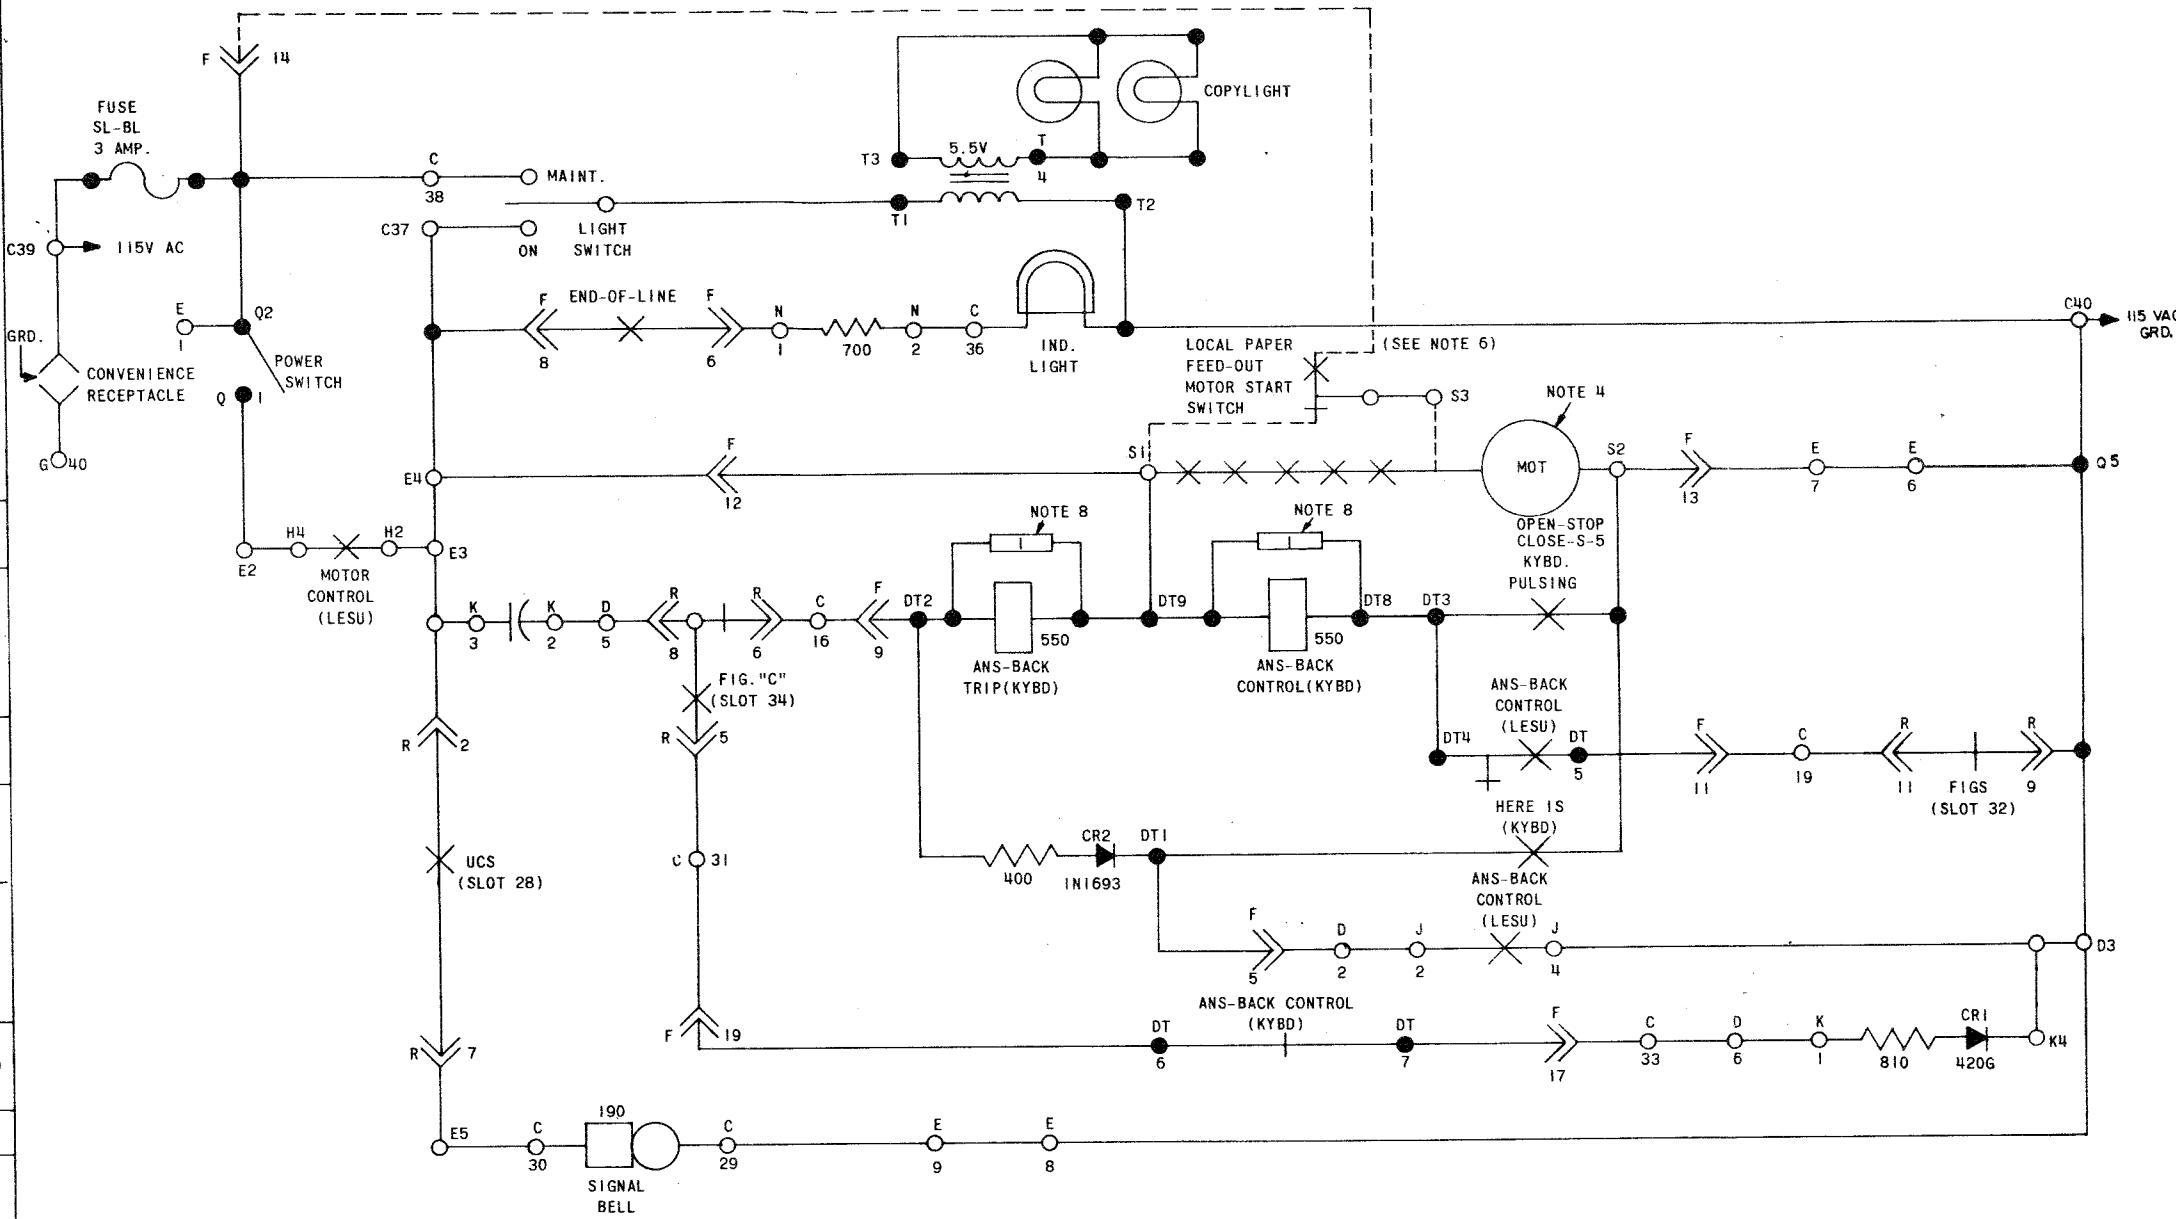 F 14
FUSE
SL-BL
3 AMP.
COPYLIGHT
C
38
MAINT.
T3
5.5V
T
4
C37
ON
LIGHT
SWITCH
T1
T2
C39
115V AC
E
1
Q2
GRD.
POWER
SWITCH
CONVENIENCE
RECEPTACLE
Q 1
G 40
F
8
END-OF-LINE
F
6
N
1
700
N
2
C
36
IND.
LIGHT
C40
115 VAC
GRD.
LOCAL PAPER
FEED-OUT
MOTOR START
SWITCH
(SEE NOTE 6)
S3
NOTE 4
E4
F
12
S1
MOT
S2
F
13
E
7
E
6
Q5
E2
H4
H2
E3
MOTOR
CONTROL
(LESU)
NOTE 8
NOTE 8
OPEN-STOP
CLOSE-S-5
KYBD.
PULSING
K
3
K
2
D
5
R
8
R
6
C
16
F
9
DT2
550
ANS-BACK
TRIP(KYBD)
DT9
550
ANS-BACK
CONTROL(KYBD)
DT8
DT3
FIG."C"
(SLOT 34)
R 2
R 5
ANS-BACK
CONTROL
(LESU)
DT4
DT
5
F
11
C
19
R
11
FIGS
(SLOT 32)
R
9
HERE IS
(KYBD)
UCS
(SLOT 28)
C 31
400
CR2
1N1693
DT1
ANS-BACK
CONTROL
(LESU)
F
5
D
2
J
2
J
4
D3
R 7
F 19
DT
6
ANS-BACK CONTROL
(KYBD)
DT
7
F
17
C
33
D
6
K
1
810
CR1
420G
K4
E5
C
30
190
SIGNAL
BELL
C
29
E
9
E
8